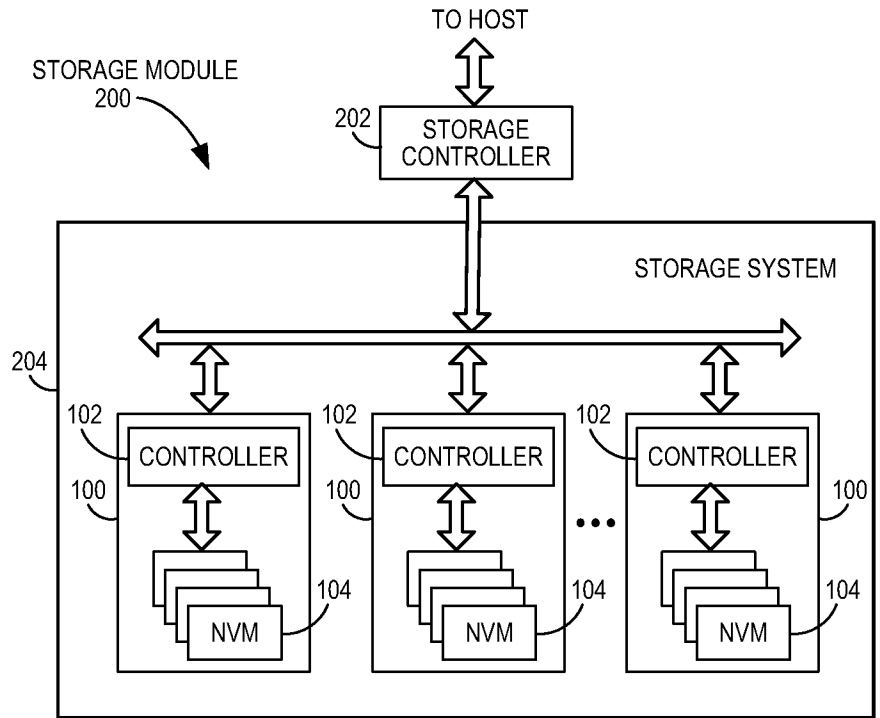 TO HOST
STORAGE MODULE
200
202
STORAGE
CONTROLLER
STORAGE SYSTEM
204
102
102
102
CONTROLLER
CONTROLLER
CONTROLLER
100
100
100
104
104
104
NVM
NVM
NVM